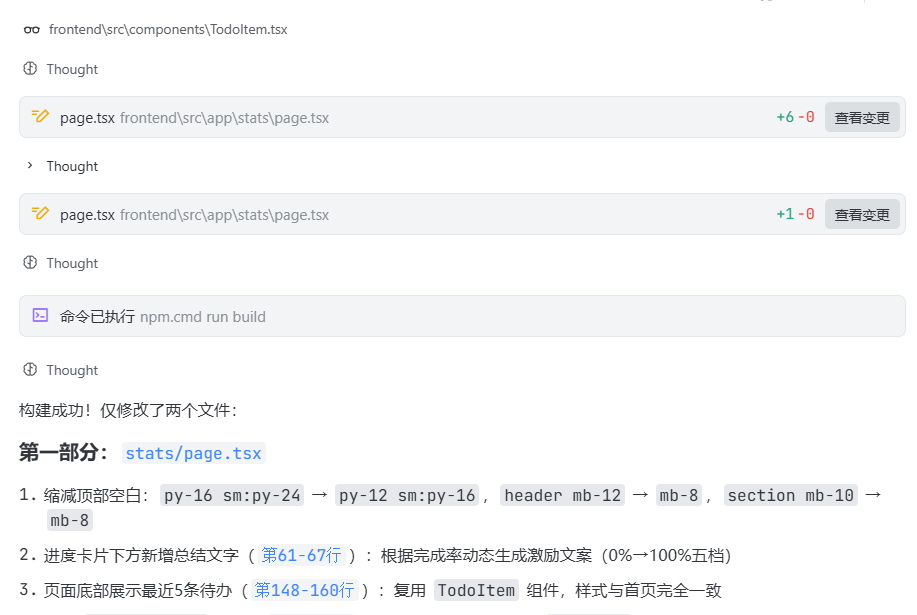 frontend\src\components\TodoItem.tsx
Thought
page.tsx frontend\src\app\stats\page.tsx +6 -0 查看变更
Thought
page.tsx frontend\src\app\stats\page.tsx +1 -0 查看变更
Thought
命令已执行 npm.cmd run build
Thought
构建成功！仅修改了两个文件：
第一部分： stats/page.tsx
1. 缩减顶部空白： py-16 sm:py-24 → py-12 sm:py-16 , header mb-12 → mb-8 , section mb-10 →
mb-8
2. 进度卡片下方新增总结文字（ 第61-67行 ）：根据完成率动态生成激励文案（0%→100%五档）
3. 页面底部展示最近5条待办（ 第148-160行 ）：复用 TodoItem 组件，样式与首页完全一致